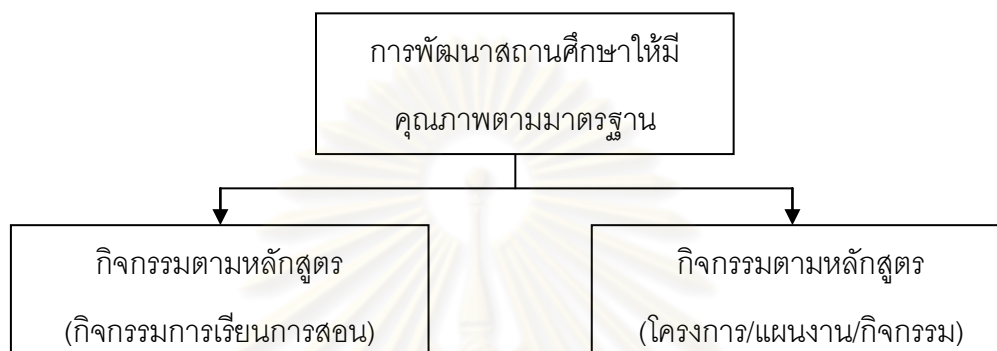 การพัฒนาสถานศึกษาให้มี
คุณภาพตามมาตรฐาน
กิจกรรมตามหลักสูตร
(กิจกรรมการเรียนการสอน)
กิจกรรมตามหลักสูตร
(โครงการ/แผนงาน/กิจกรรม)